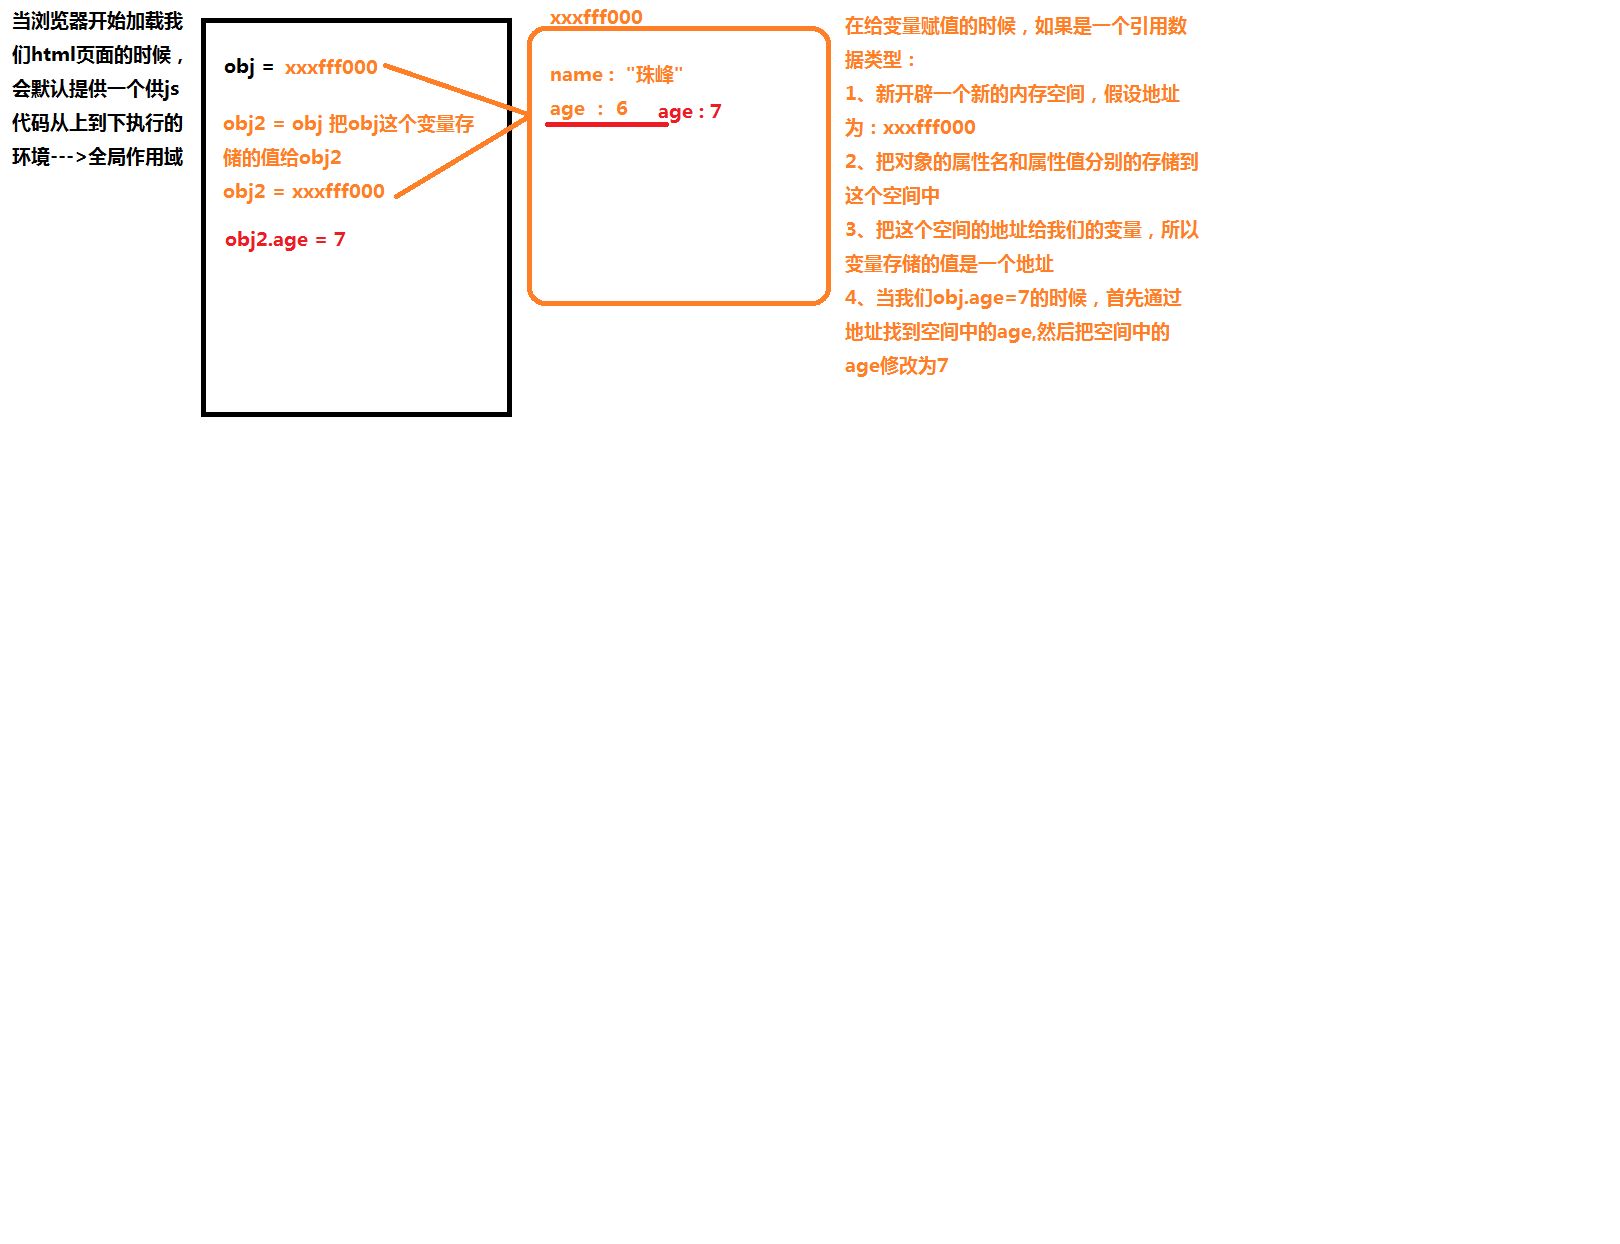 当浏览器开始加载我
们html页面的时候，
会默认提供一个供js
代码从上到下执行的
环境--->全局作用域
obj = xxxfff000
obj2 = obj 把obj这个变量存
储的值给obj2
obj2 = xxxfff000
obj2.age = 7
xxxfff000
name : "珠峰"
age : 6 age : 7
在给变量赋值的时候，如果是一个引用数
据类型：
1、新开辟一个新的内存空间，假设地址
为：xxxfff000
2、把对象的属性名和属性值分别的存储到
这个空间中
3、把这个空间的地址给我们的变量，所以
变量存储的值是一个地址
4、当我们obj.age=7的时候，首先通过
地址找到空间中的age,然后把空间中的
age修改为7